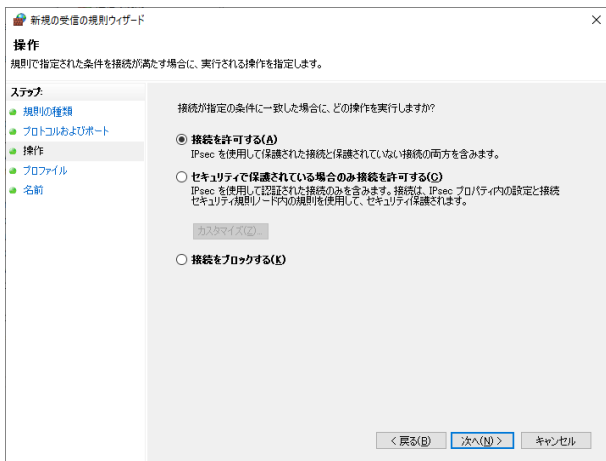 新規の受信の規則ウィザード
操作
規則で指定された条件を接続が満たす場合に、実行される操作を指定します。
ステップ:
規則の種類
プロトコルおよびポート
操作
プロファイル
名前
接続が指定の条件に一致した場合に、どの操作を実行しますか?
接続を許可する(A)
IPsec を使用して保護された接続と保護されていない接続の両方を含みます。
セキュリティで保護されている場合のみ接続を許可する(C)
IPsec を使用して認証された接続のみを含みます。接続は、IPsec プロパティ内の設定と接続
セキュリティ規則ノード内の規則を使用して、セキュリティ保護されます。
カスタマイズ(Z)...
接続をブロックする(K)
< 戻る(B)
次へ(N) >
キャンセル